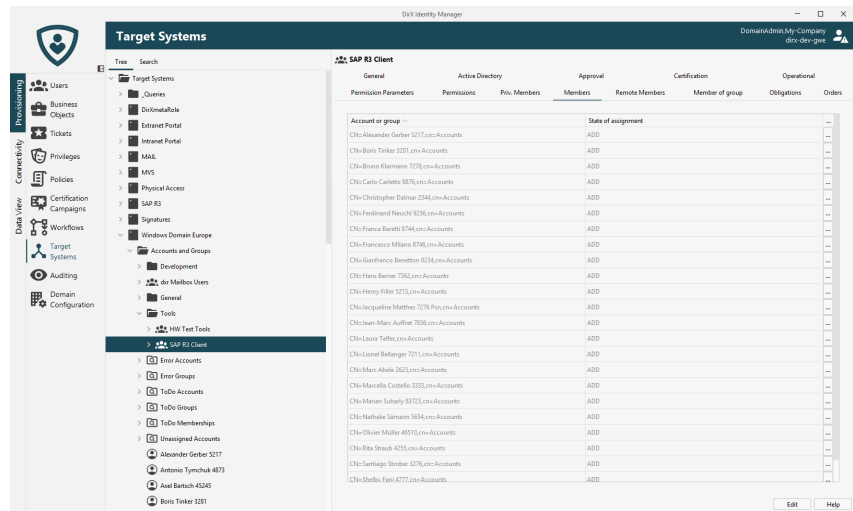 DirX Identity Manager
Target Systems
DomainAdmin,My-Company
dirx-dev-gwe
Provisioning
Connectivity
Data View
Users
Business
Objects
Tickets
Privileges
Policies
Certification
Campaigns
Workflows
Target
Systems
Auditing
Domain
Configuration
Tree Search
Target Systems
_Queries
DirXmetaRole
Extranet Portal
Intranet Portal
MAIL
MVS
Physical Access
SAP R3
Signatures
Windows Domain Europe
Accounts and Groups
Development
dxr Mailbox Users
General
Tools
HW Test Tools
SAP R3 Client
Error Accounts
Error Groups
ToDo Accounts
ToDo Groups
ToDo Memberships
Unassigned Accounts
Alexander Gerber 5217
Antonio Tymchuk 4873
Axel Bartsch 45245
Boris Tinker 3281
SAP R3 Client
General Active Directory Approval Certification Operational
Permission Parameters Permissions Priv. Members Members Remote Members Member of group Obligations Orders
Account or group State of assignment ...
CN=Alexander Gerber 5217,cn=Accounts ADD ...
CN=Boris Tinker 3281,cn=Accounts ADD ...
CN=Bruno Klarmann 7278,cn=Accounts ADD ...
CN=Carlo Carletto 8876,cn=Accounts ADD ...
CN=Christopher Dalmar 2344,cn=Accounts ADD ...
CN=Ferdinand Neuchl 9256,cn=Accounts ADD ...
CN=Franca Baretti 8744,cn=Accounts ADD ...
CN=Francesco Milano 8746,cn=Accounts ADD ...
CN=Gianfranco Benetton 8234,cn=Accounts ADD ...
CN=Hans Berner 7362,cn=Accounts ADD ...
CN=Henry Filler 5213,cn=Accounts ADD ...
CN=Jacqueline Matthes 7276 Psn,cn=Accounts ADD ...
CN=Jean-Marc Auffret 7836,cn=Accounts ADD ...
CN=Laura Telfer,cn=Accounts ADD ...
CN=Lionel Bellanger 7211,cn=Accounts ADD ...
CN=Marc Abele 2623,cn=Accounts ADD ...
CN=Marcella Costello 3333,cn=Accounts ADD ...
CN=Marian Suharly 83723,cn=Accounts ADD ...
CN=Nathalie Sämann 5654,cn=Accounts ADD ...
CN=Olivier Müller 46510,cn=Accounts ADD ...
CN=Rita Straub 4255,cn=Accounts ADD ...
CN=Santiago Strobar 3276,cn=Accounts ADD ...
CN=Shelby Fani 4777,cn=Accounts ADD ...
Edit Help